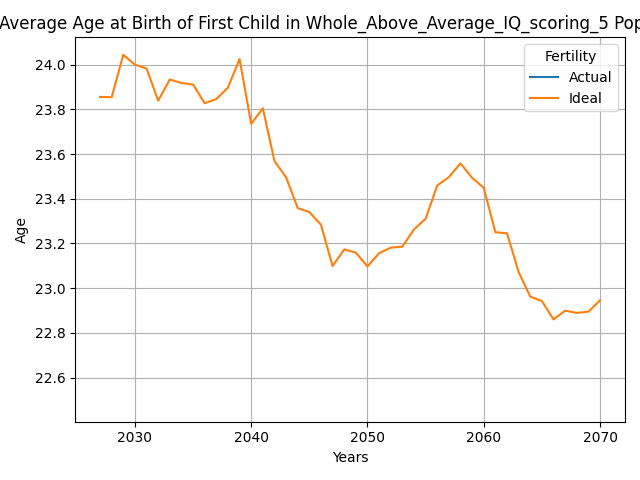 Average Age at Birth of First Child in Whole_Above_Average_IQ_scoring_5 Pop
Fertility
Actual
Ideal
24.0
23.8
23.6
23.4
23.2
23.0
22.8
22.6
Age
2030 2040 2050 2060 2070
Years